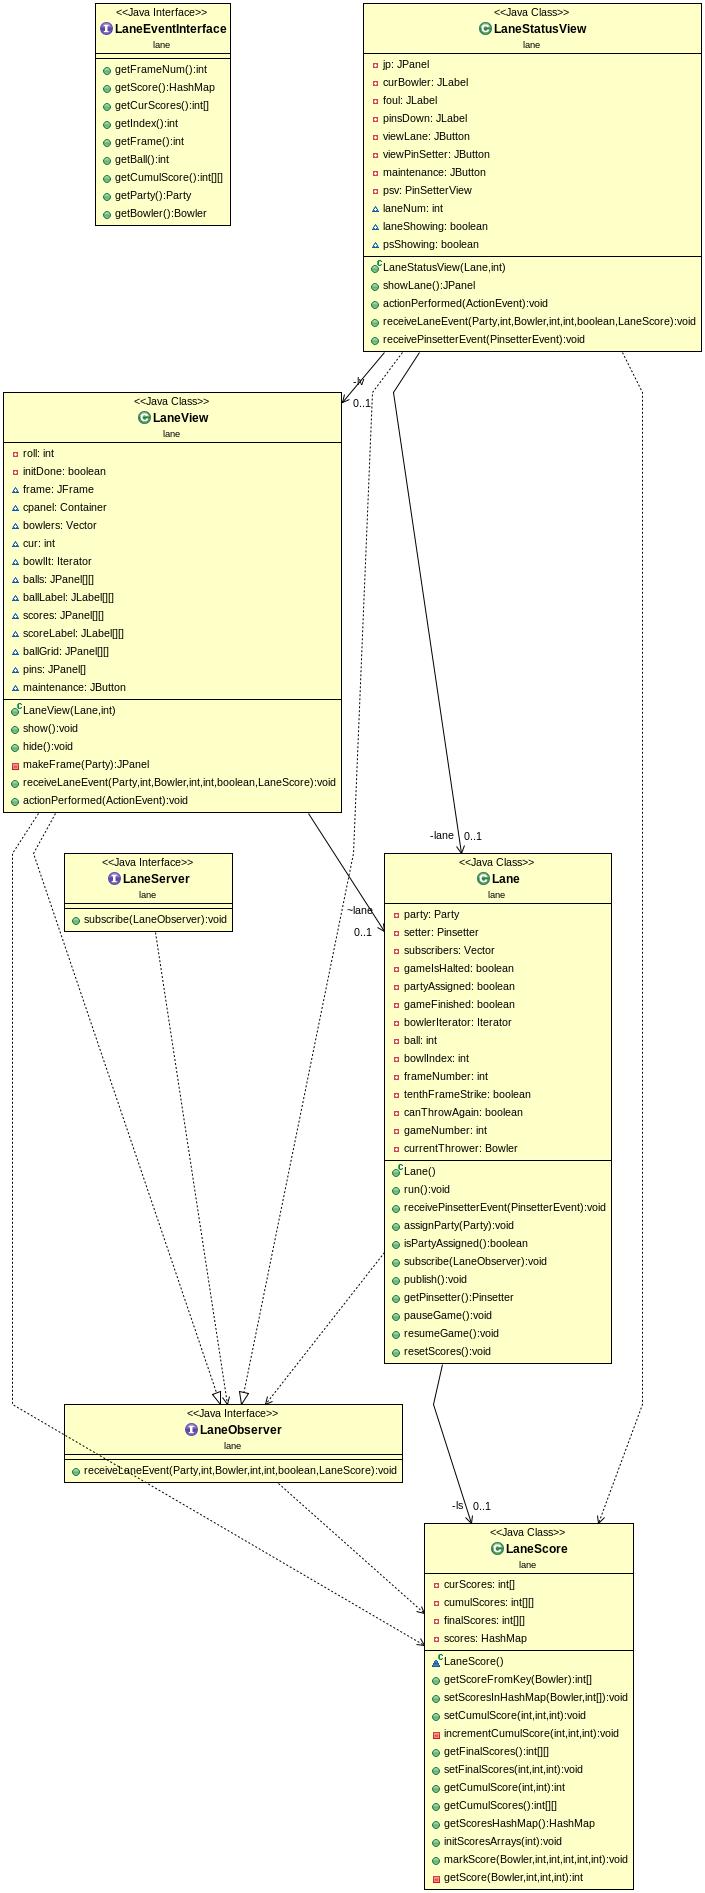 <<Java Interface>>
LaneEventInterface
lane
getFrameNum():int
getScore():HashMap
getCurScores():int[]
getIndex():int
getFrame():int
getBall():int
getCumulScore():int[][]
getParty():Party
getBowler():Bowler
<<Java Class>>
LaneStatusView
lane
jp: JPanel
curBowler: JLabel
foul: JLabel
pinsDown: JLabel
viewLane: JButton
viewPinSetter: JButton
maintenance: JButton
psv: PinSetterView
laneNum: int
laneShowing: boolean
psShowing: boolean
LaneStatusView(Lane,int)
showLane():JPanel
actionPerformed(ActionEvent):void
receiveLaneEvent(Party,int,Bowler,int,int,boolean,LaneScore):void
receivePinsetterEvent(PinsetterEvent):void
-lv
0..1
<<Java Class>>
LaneView
lane
roll: int
initDone: boolean
frame: JFrame
cpanel: Container
bowlers: Vector
cur: int
bowlIt: Iterator
balls: JPanel[][]
ballLabel: JLabel[][]
scores: JPanel[][]
scoreLabel: JLabel[][]
ballGrid: JPanel[][]
pins: JPanel[]
maintenance: JButton
LaneView(Lane,int)
show():void
hide():void
makeFrame(Party):JPanel
receiveLaneEvent(Party,int,Bowler,int,int,boolean,LaneScore):void
actionPerformed(ActionEvent):void
-lane 0..1
<<Java Interface>>
LaneServer
lane
subscribe(LaneObserver):void
~lane
0..1
<<Java Class>>
Lane
lane
party: Party
setter: Pinsetter
subscribers: Vector
gameIsHalted: boolean
partyAssigned: boolean
gameFinished: boolean
bowlerIterator: Iterator
ball: int
bowlIndex: int
frameNumber: int
tenthFrameStrike: boolean
canThrowAgain: boolean
gameNumber: int
currentThrower: Bowler
Lane()
run():void
receivePinsetterEvent(PinsetterEvent):void
assignParty(Party):void
isPartyAssigned():boolean
subscribe(LaneObserver):void
publish():void
getPinsetter():Pinsetter
pauseGame():void
resumeGame():void
resetScores():void
<<Java Interface>>
LaneObserver
lane
receiveLaneEvent(Party,int,Bowler,int,int,boolean,LaneScore):void
-ls 0..1
<<Java Class>>
LaneScore
lane
curScores: int[]
cumulScores: int[][]
finalScores: int[][]
scores: HashMap
LaneScore()
getScoreFromKey(Bowler):int[]
setScoresInHashMap(Bowler,int[]):void
setCumulScore(int,int,int):void
incrementCumulScore(int,int,int):void
getFinalScores():int[][]
setFinalScores(int,int,int):void
getCumulScore(int,int):int
getCumulScores():int[][]
getScoresHashMap():HashMap
initScoresArrays(int):void
markScore(Bowler,int,int,int,int,int):void
getScore(Bowler,int,int,int):int